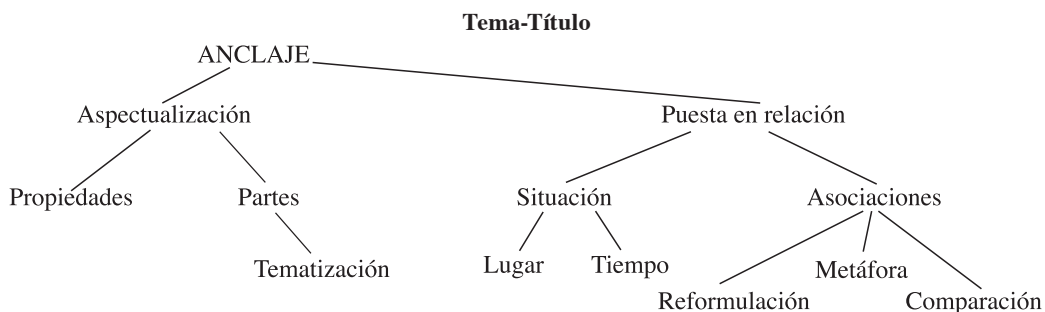 Tema-Título
ANCLAJE
Aspectualización
Puesta en relación
Propiedades
Partes
Situación
Asociaciones
Tematización
Lugar
Tiempo
Metáfora
Reformulación
Comparación